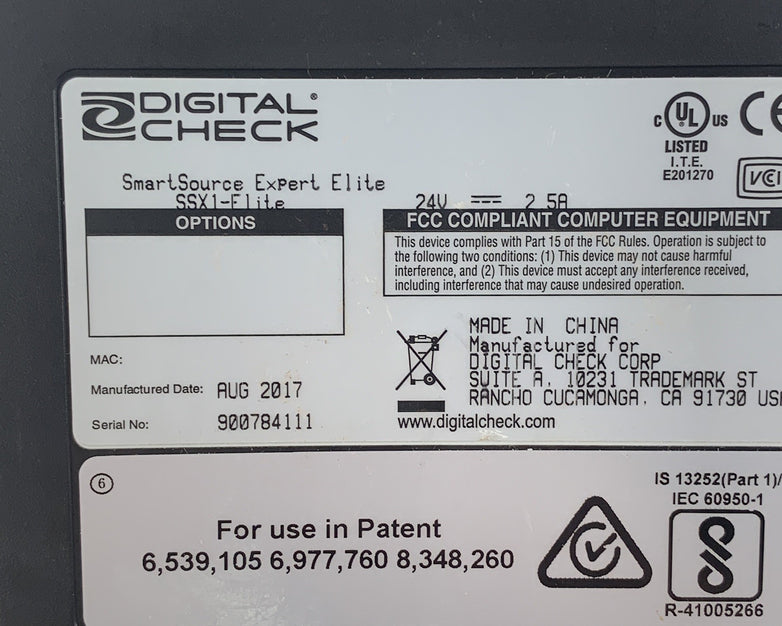 DIGITAL®
CHECK
C UL US
LISTED
I.T.E.
E201270
CE
VCI
SmartSource Expert Elite
SSX1-Elite
24V 2.5A
OPTIONS
FCC COMPLIANT COMPUTER EQUIPMENT
This device complies with Part 15 of the FCC Rules. Operation is subject to
the following two conditions: (1) This device may not cause harmful
interference, and (2) This device must accept any interference received,
including interference that may cause undesired operation.
MADE IN CHINA
Manufactured for
DIGITAL CHECK CORP
SUITE A, 10231 TRADEMARK ST
RANCHO CUCAMONGA, CA 91730 USA
www.digitalcheck.com
MAC:
Manufactured Date: AUG 2017
Serial No: 900784111
6
For use in Patent
6,539,105 6,977,760 8,348,260
IS 13252(Part 1)/
IEC 60950-1
R-41005266